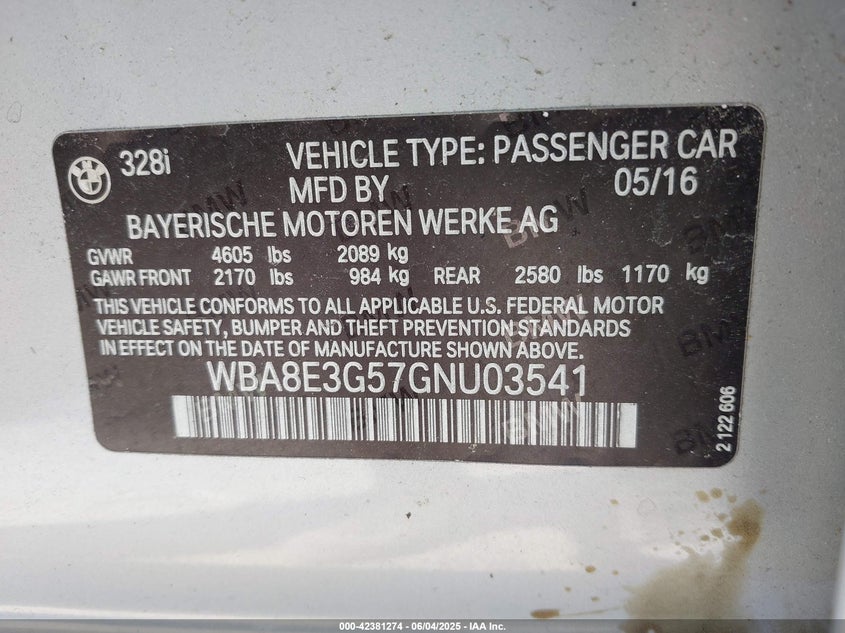 328i
VEHICLE TYPE: PASSENGER CAR
MFD BY 05/16
BAYERISCHE MOTOREN WERKE AG
GVWR 4605 lbs 2089 kg
GAWR FRONT 2170 lbs 984 kg REAR 2580 lbs 1170 kg
THIS VEHICLE CONFORMS TO ALL APPLICABLE U.S. FEDERAL MOTOR
VEHICLE SAFETY, BUMPER AND THEFT PREVENTION STANDARDS
IN EFFECT ON THE DATE OF MANUFACTURE SHOWN ABOVE.
WBA8E3G57GNU03541
2 122 606
BMW
000-42381274 | 06/04/2025 - IAA Inc.